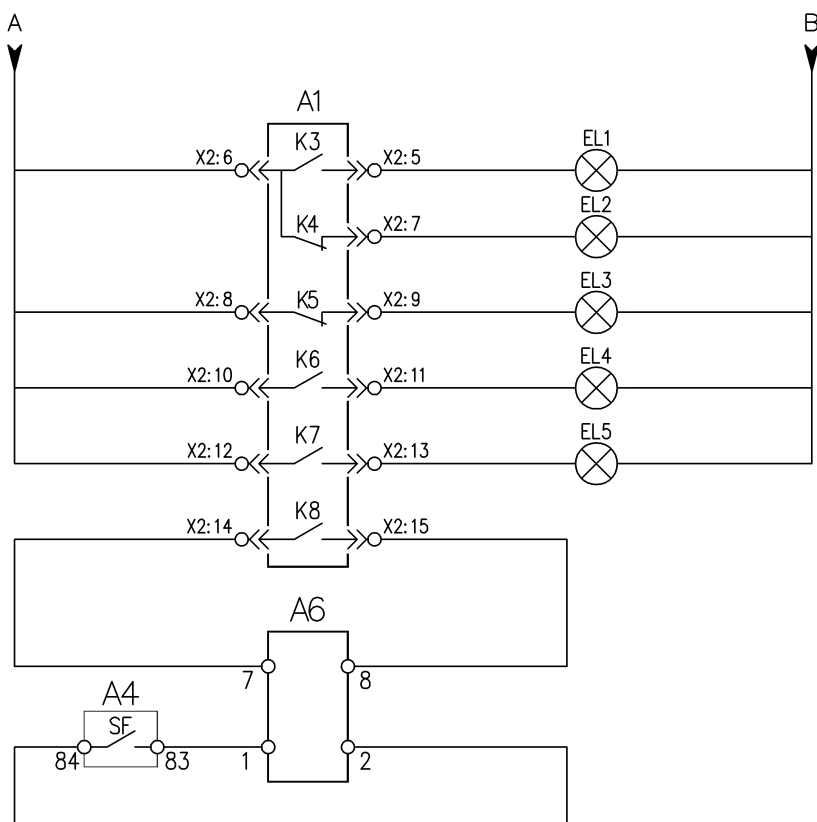 A B
A1
K3 EL1
X2:6 X2:5
EL2
K4 X2:7
EL3
X2:8 K5 X2:9
K6 EL4
X2:10 X2:11
K7 EL5
X2:12 X2:13
K8
X2:14 X2:15
A6
7 8
A4
SF
84 83 1 2